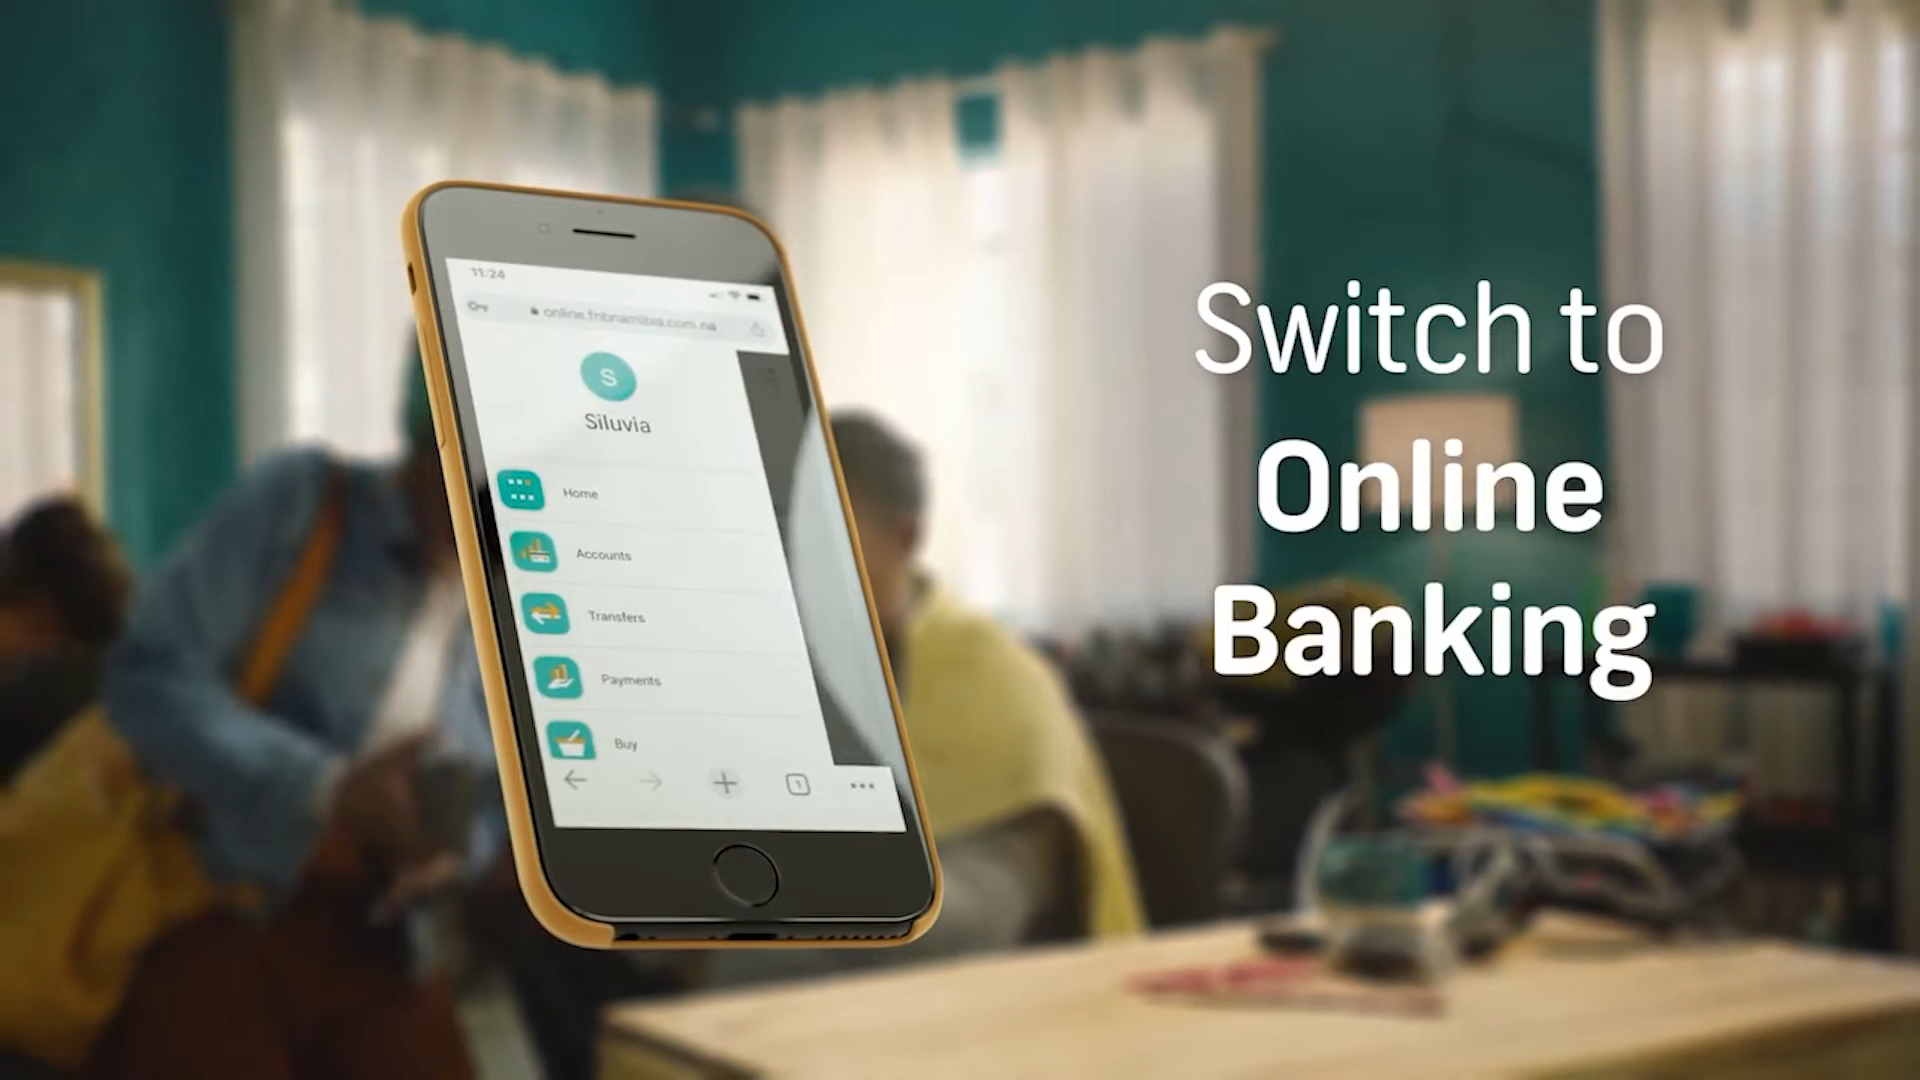 11:24
online.fnbnamibia.com.na
S
Siluvia
Home
Accounts
Transfers
Payments
Buy
1
Switch to
Online
Banking